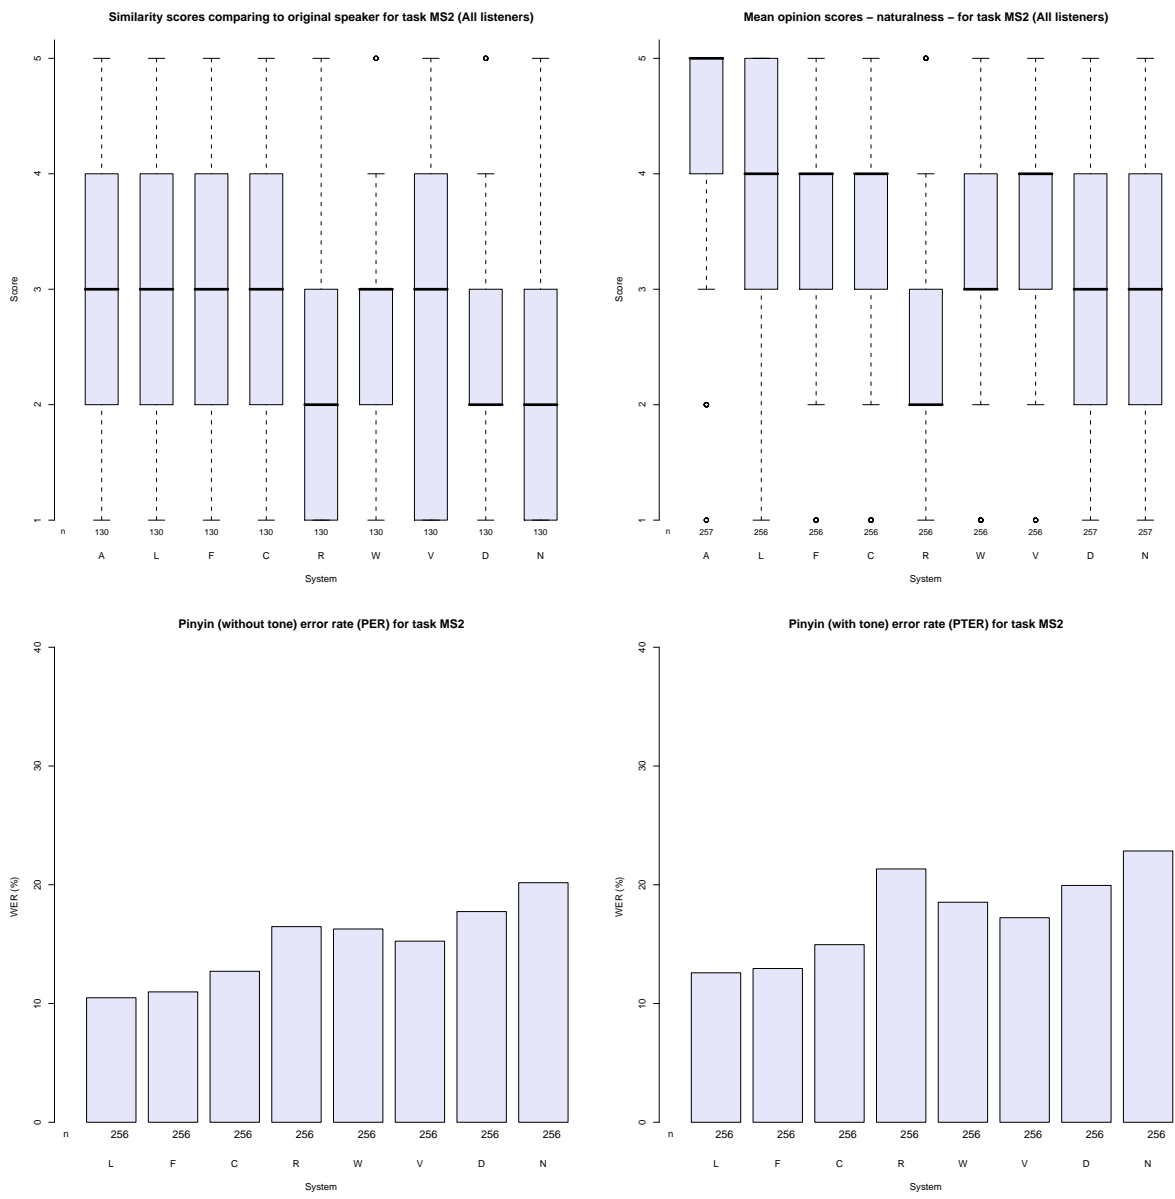 Similarity scores comparing to original speaker for task MS2 (All listeners)
Score
5
4
3
2
1
n 130 130 130 130 130 130 130 130 130
A L F C R W V D N
System
Mean opinion scores – naturalness – for task MS2 (All listeners)
Score
5
4
3
2
1
257 256 256 256 256 256 256 257 257
n
A L F C R W V D N
System
Pinyin (without tone) error rate (PER) for task MS2
WER (%)
40
30
20
10
0
n 256 256 256 256 256 256 256 256
L F C R W V D N
System
Pinyin (with tone) error rate (PTER) for task MS2
WER (%)
40
30
20
10
0
n 256 256 256 256 256 256 256 256
L F C R W V D N
System